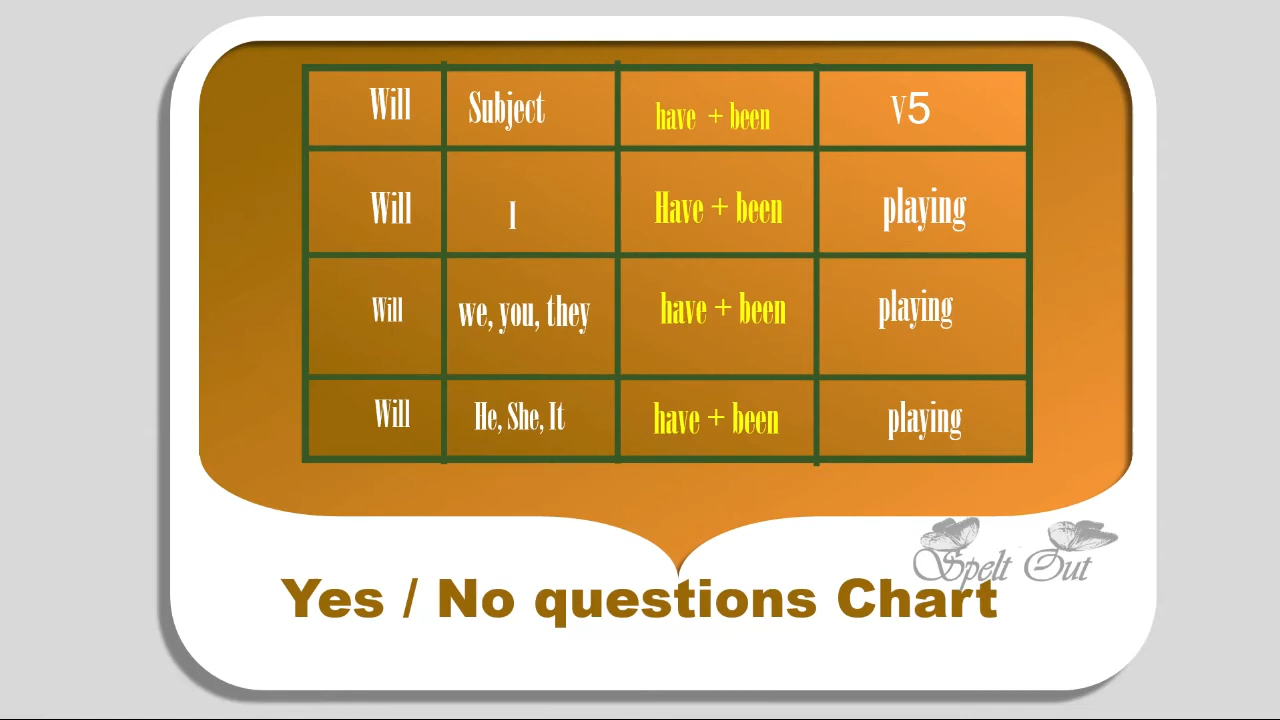 Will Subject have + been V5
Will I Have + been playing
Will we, you, they have + been playing
Will He, She, It have + been playing
Spelt Out
Yes / No questions Chart